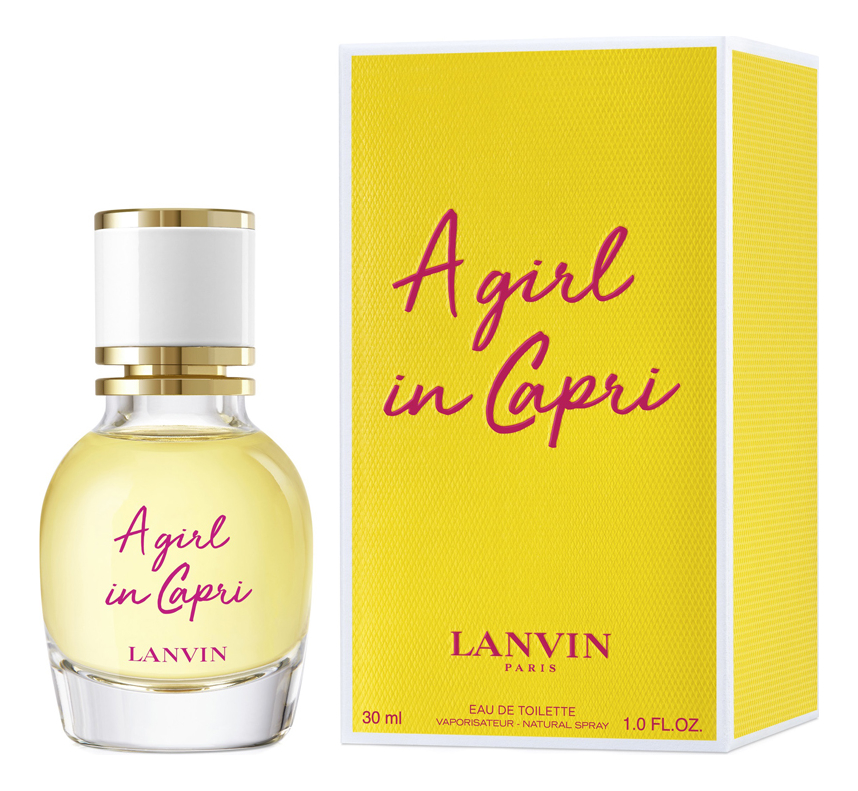 A girl
in Capri
LANVIN
A girl
in Capri
LANVIN
PARIS
EAU DE TOILETTE
VAPORISATEUR - NATURAL SPRAY
30 ml
1.0 FL.OZ.